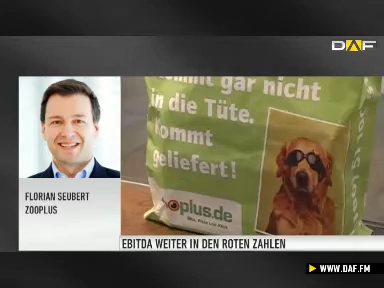 DAF
kommt gar nicht
in die Tüte.
Kommt
geliefert!
zooplus.de
FLORIAN SEUBERT
ZOOPLUS
EBITDA WEITER IN DEN ROTEN ZAHLEN
WWW.DAF.FM